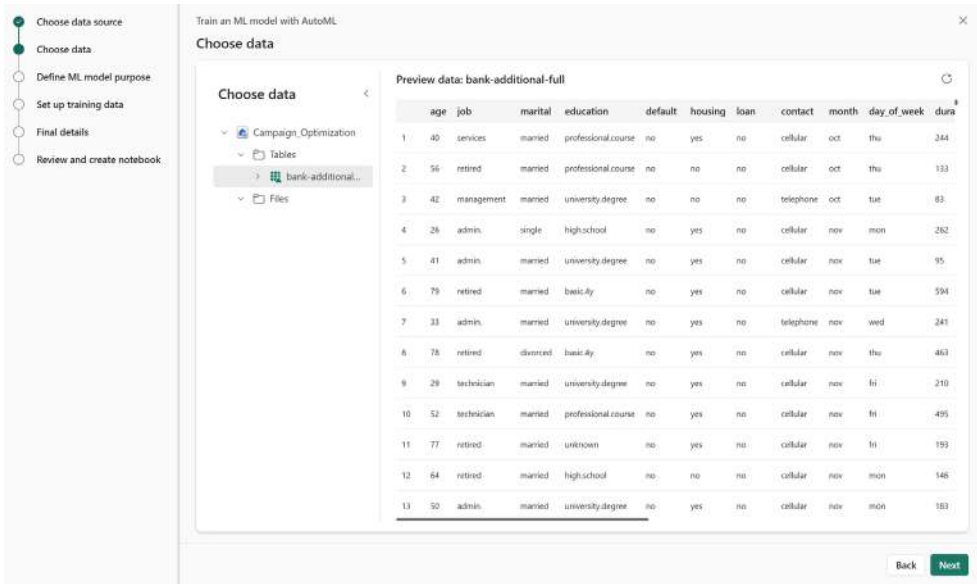 Choose data source
Choose data
Define ML model purpose
Set up training data
Final details
Review and create notebook
Train an ML model with AutoML
Choose data
Choose data
Campaign_Optimization
Tables
bank-additional...
Files
Preview data: bank-additional-full
age job marital education default housing loan contact month day_of_week dura
1 40 services married professional.course no yes no cellular oct thu 244
2 56 retired married professional.course no no no cellular oct thu 133
3 42 management married university.degree no no no telephone oct tue 83
4 26 admin. single high.school no yes no cellular nov mon 262
5 41 admin. married university.degree no yes no cellular nov tue 95
6 79 retired married basic.4y no yes no cellular nov tue 594
7 33 admin. married university.degree no yes no telephone nov wed 241
8 78 retired divorced basic.4y no yes no cellular nov thu 463
9 29 technician married university.degree no yes no cellular nov fri 210
10 52 technician married professional.course no yes no cellular nov fri 495
11 77 retired married unknown no yes no cellular nov fri 193
12 64 retired married high.school no no no cellular nov mon 146
13 50 admin. married university.degree no yes no cellular nov mon 183
Back Next